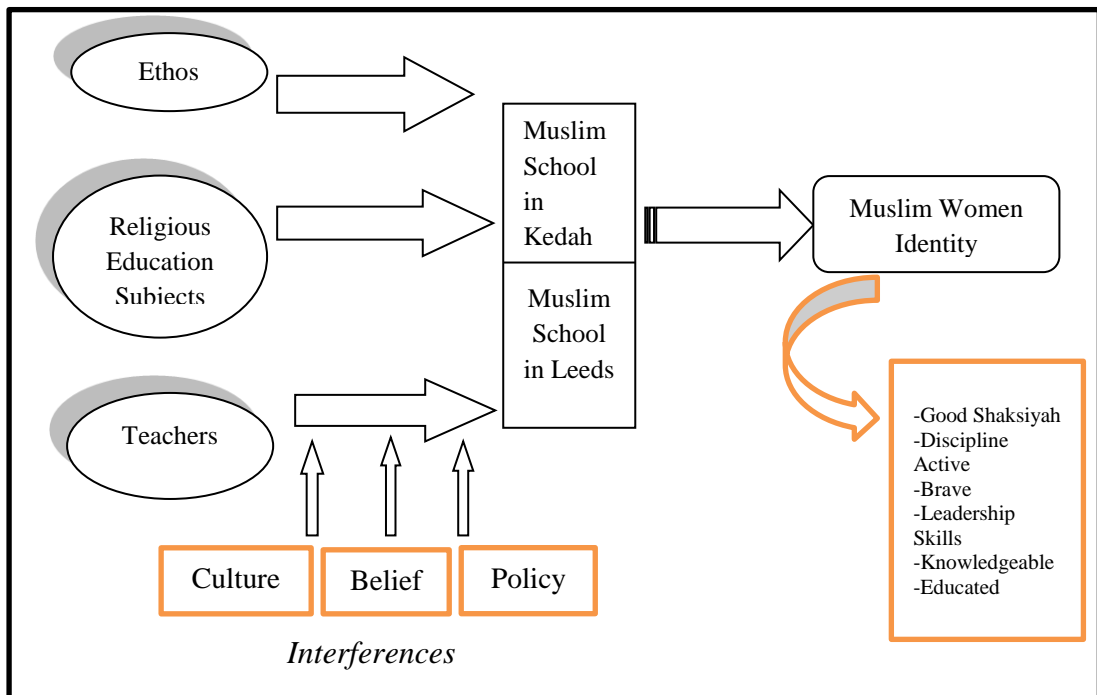 Ethos
Religious
Education
Subjects
Teachers
Muslim
School
in
Kedah
Muslim
School
in Leeds
Muslim Women
Identity
-Good Shaksiyah
-Discipline
Active
-Brave
-Leadership
Skills
-Knowledgeable
-Educated
Culture
Belief
Policy
Interferences